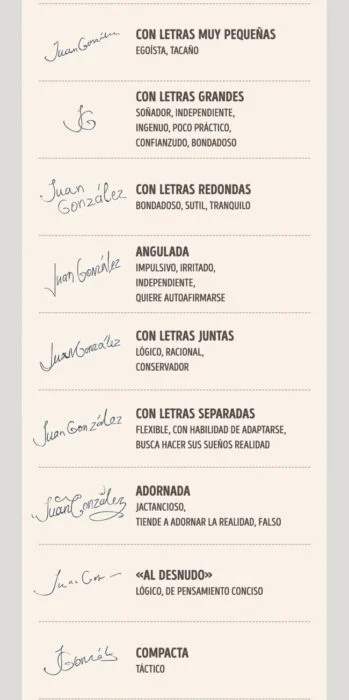 Juan González
CON LETRAS MUY PEQUEÑAS
EGOÍSTA, TACAÑO
JG
CON LETRAS GRANDES
SOÑADOR, INDEPENDIENTE,
INGENUO, POCO PRÁCTICO,
CONFIANZUDO, BONDADOSO
Juan
González
CON LETRAS REDONDAS
BONDADOSO, SUTIL, TRANQUILO
Juan González
ANGULADA
IMPULSIVO, IRRITADO,
INDEPENDIENTE,
QUIERE AUTOAFIRMARSE
Juan González
CON LETRAS JUNTAS
LÓGICO, RACIONAL,
CONSERVADOR
Juan González
CON LETRAS SEPARADAS
FLEXIBLE, CON HABILIDAD DE ADAPTARSE,
BUSCA HACER SUS SUEÑOS REALIDAD
Juan González
ADORNADA
JACTANCIOSO,
TIENDE A ADORNAR LA REALIDAD, FALSO
«AL DESNUDO»
LÓGICO, DE PENSAMIENTO CONCISO
COMPACTA
TÁCTICO